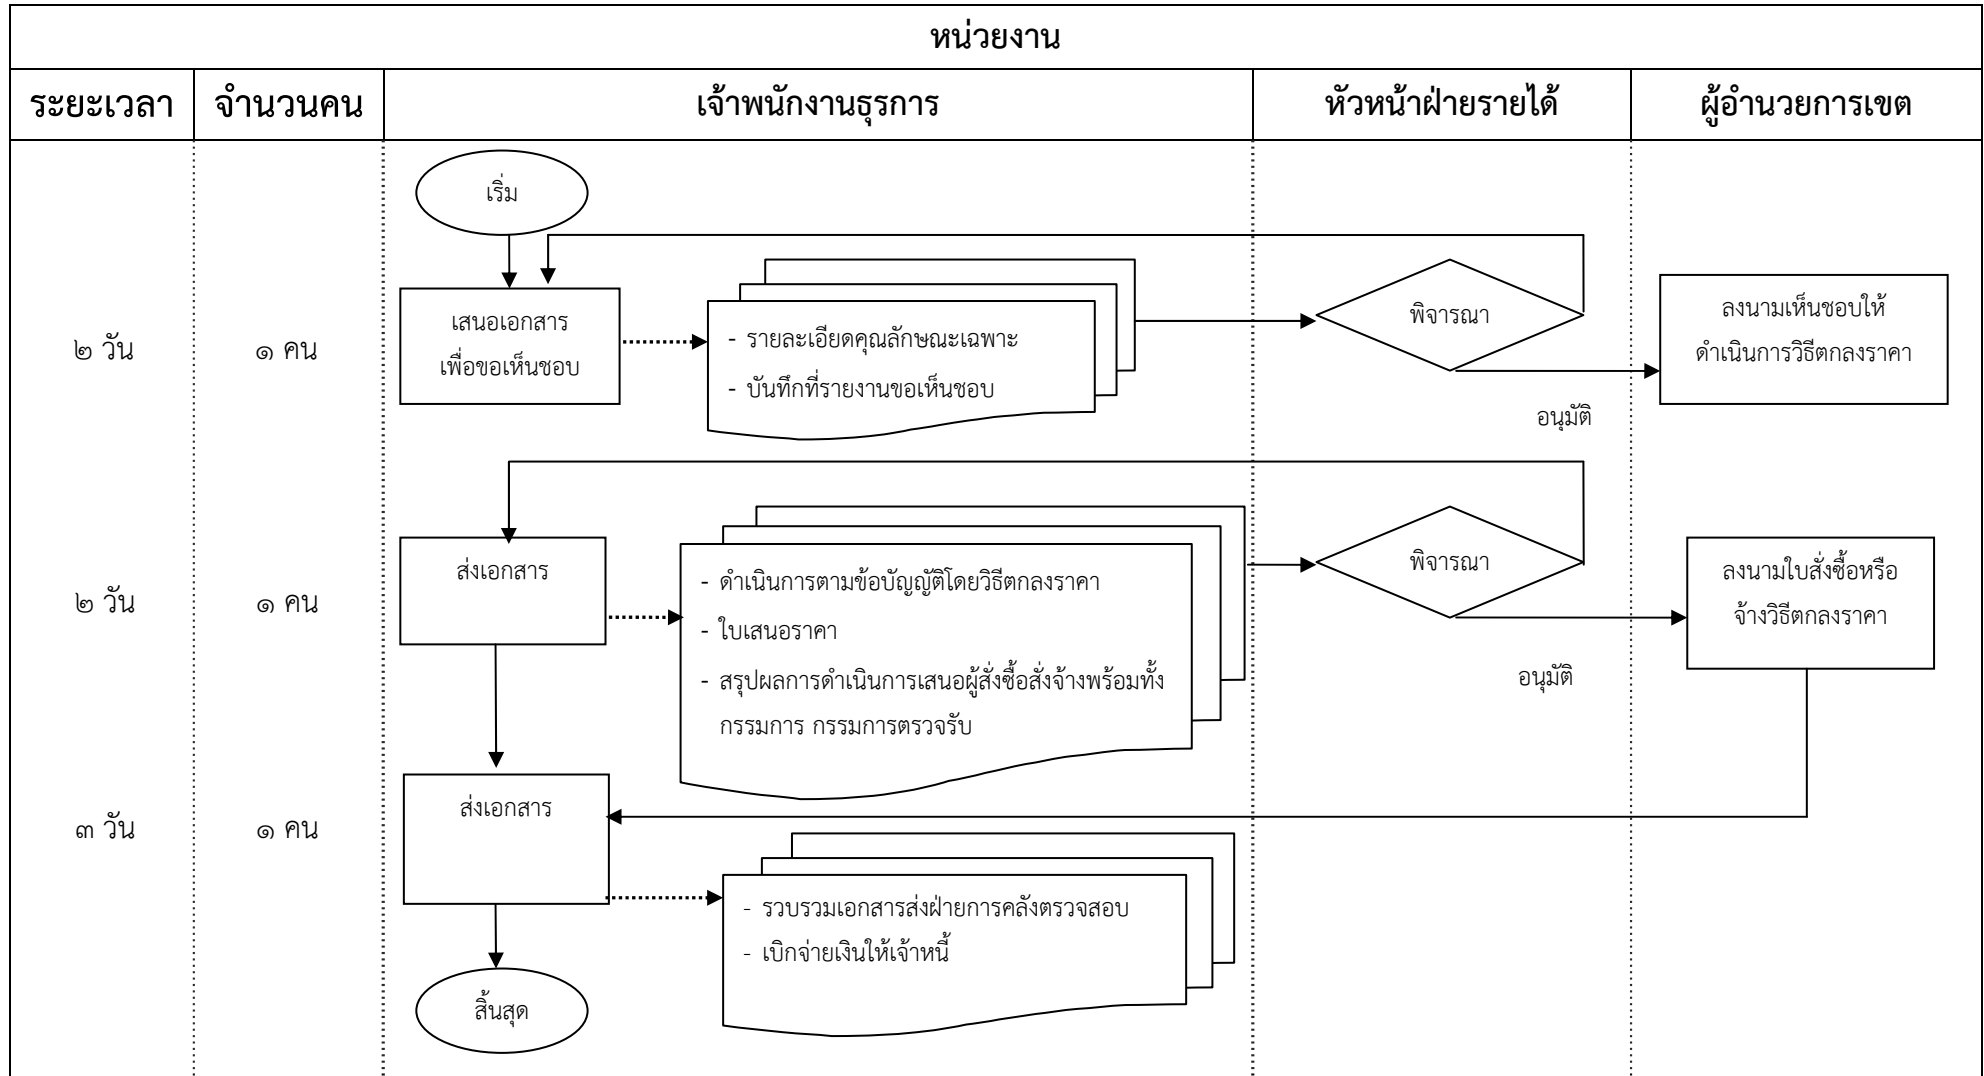 หน่วยงาน
ระยะเวลา
จำนวนคน
เจ้าพนักงานธุรการ
หัวหน้าฝ่ายรายได้
ผู้อำนวยการเขต
เริ่ม
๒ วัน
๑ คน
เสนอเอกสาร
เพื่อขอเห็นชอบ
- รายละเอียดคุณลักษณะเฉพาะ
- บันทึกที่รายงานขอเห็นชอบ
พิจารณา
อนุมัติ
ลงนามเห็นชอบให้
ดำเนินการวิธีตกลงราคา
๒ วัน
๑ คน
ส่งเอกสาร
- ดำเนินการตามข้อบัญญัติโดยวิธีตกลงราคา
- ใบเสนอราคา
- สรุปผลการดำเนินการเสนอผู้สั่งซื้อสั่งจ้างพร้อมทั้ง
กรรมการ กรรมการตรวจรับ
พิจารณา
อนุมัติ
ลงนามใบสั่งซื้อหรือ
จ้างวิธีตกลงราคา
๓ วัน
๑ คน
ส่งเอกสาร
- รวบรวมเอกสารส่งฝ่ายการคลังตรวจสอบ
- เบิกจ่ายเงินให้เจ้าหนี้
สิ้นสุด